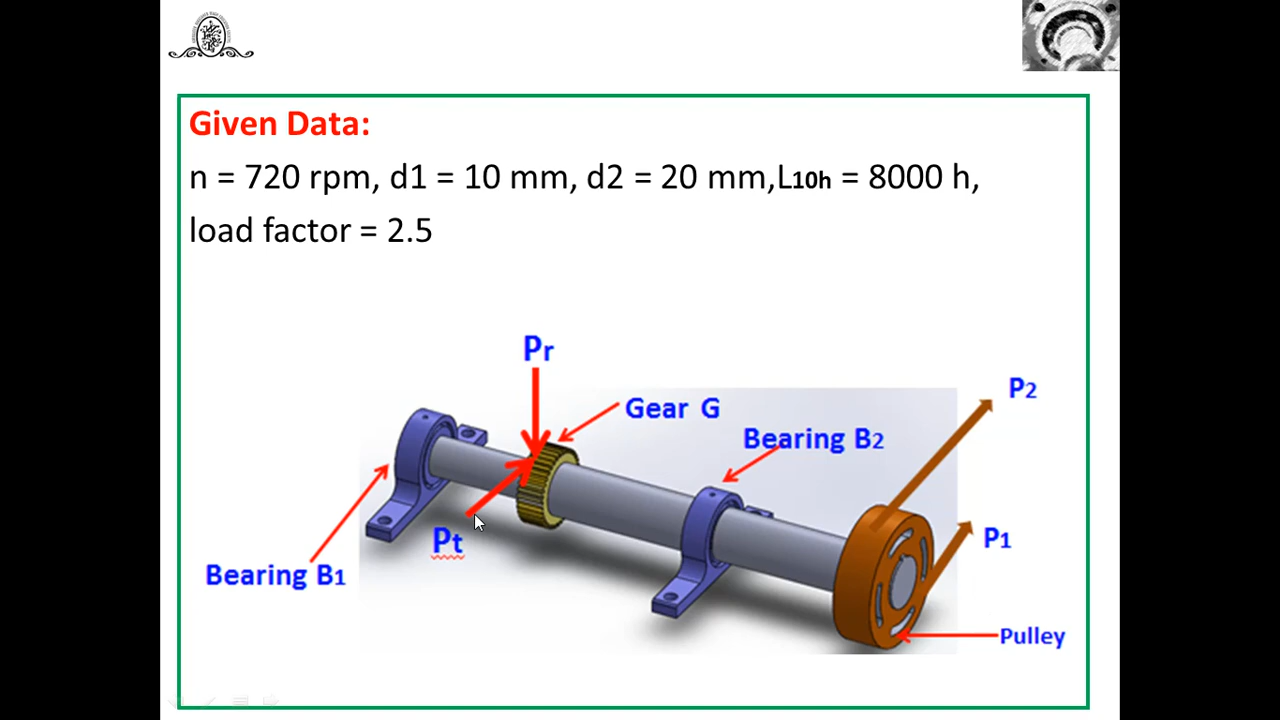 Given Data:
n = 720 rpm, d1 = 10 mm, d2 = 20 mm,L10h = 8000 h,
load factor = 2.5
Pr
Gear G
P2
Bearing B2
Pt
P1
Bearing B1
Pulley